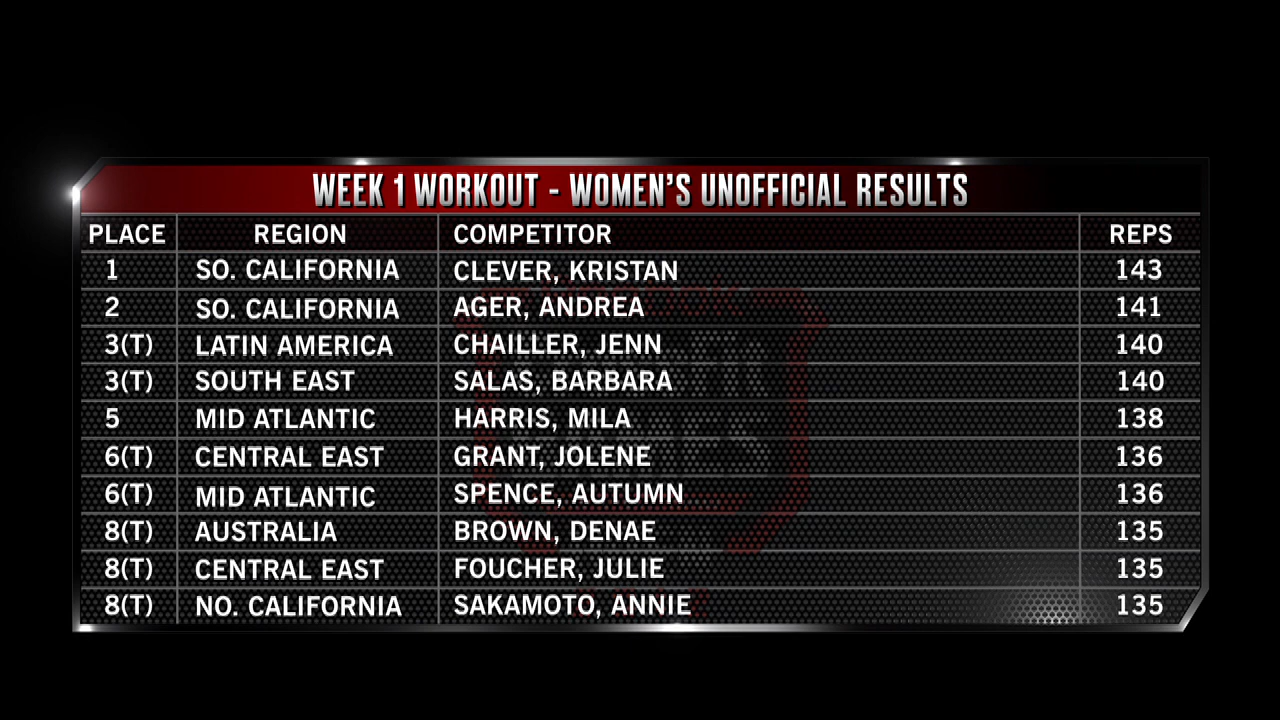 WEEK 1 WORKOUT - WOMEN'S UNOFFICIAL RESULTS
PLACE REGION COMPETITOR REPS
1 SO. CALIFORNIA CLEVER, KRISTAN 143
2 SO. CALIFORNIA AGER, ANDREA 141
3(T) LATIN AMERICA CHAILLER, JENN 140
3(T) SOUTH EAST SALAS, BARBARA 140
5 MID ATLANTIC HARRIS, MILA 138
6(T) CENTRAL EAST GRANT, JOLENE 136
6(T) MID ATLANTIC SPENCE, AUTUMN 136
8(T) AUSTRALIA BROWN, DENAE 135
8(T) CENTRAL EAST FOUCHER, JULIE 135
8(T) NO. CALIFORNIA SAKAMOTO, ANNIE 135